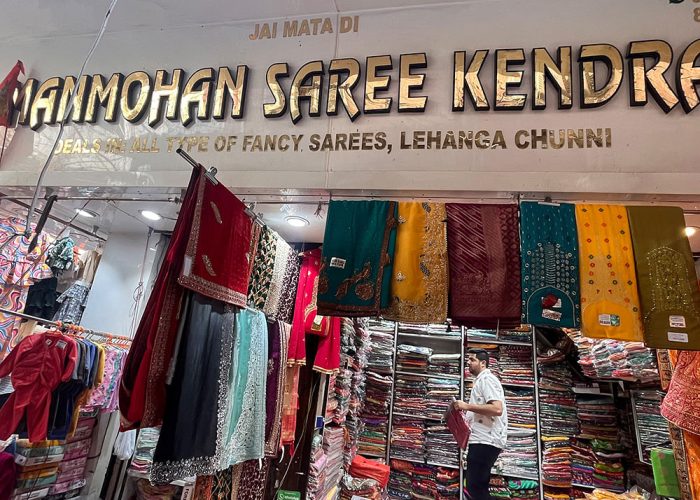 JAI MATA DI
MANMOHAN SAREE KENDRA
DEALS IN: ALL TYPE OF FANCY SAREES, LEHANGA CHUNNI